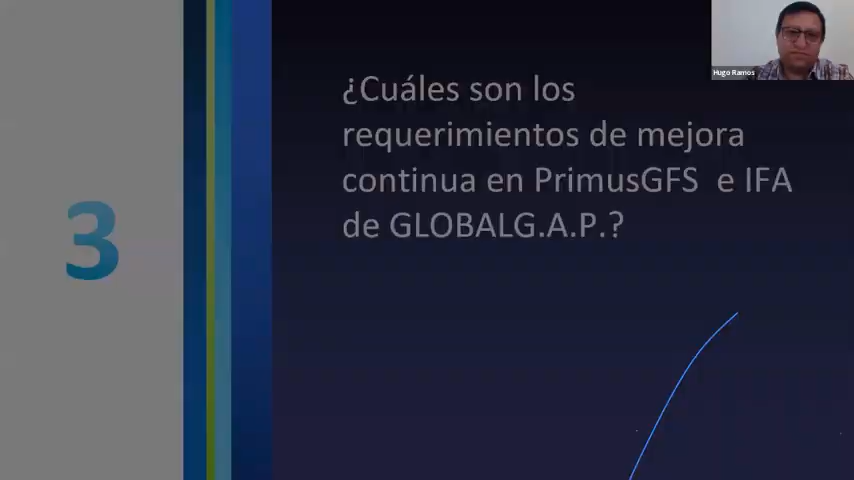 Hugo Ramos
¿Cuáles son los
requerimientos de mejora
continua en PrimusGFS e IFA
de GLOBALG.A.P.?
3